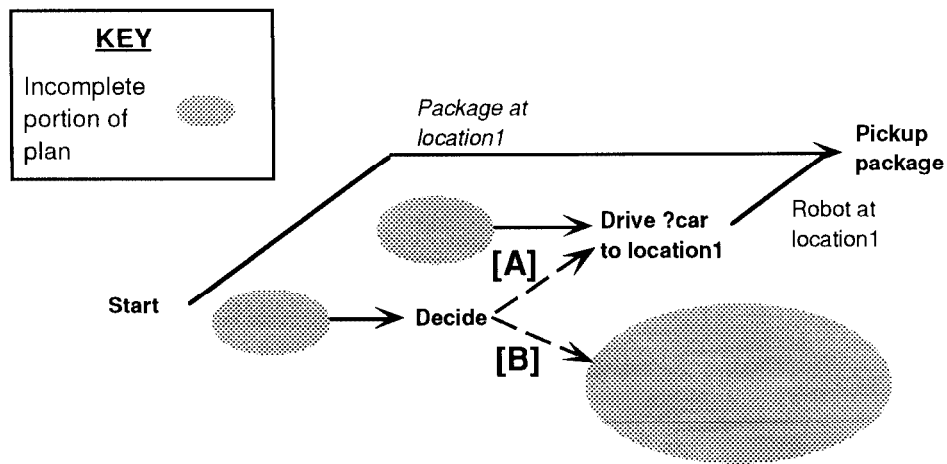 KEY
Incomplete
portion of
plan
Package at
location1
Pickup
package
Drive ?car
to location1
Robot at
location1
[A]
Start
Decide
[B]